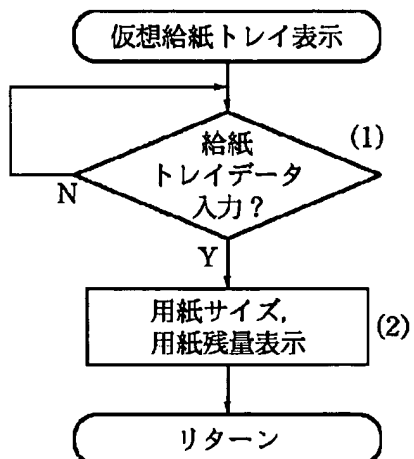 仮想給紙トレイ表示
給紙
トレイデータ
入力?
(1)
N
Y
用紙サイズ,
用紙残量表示
(2)
リターン